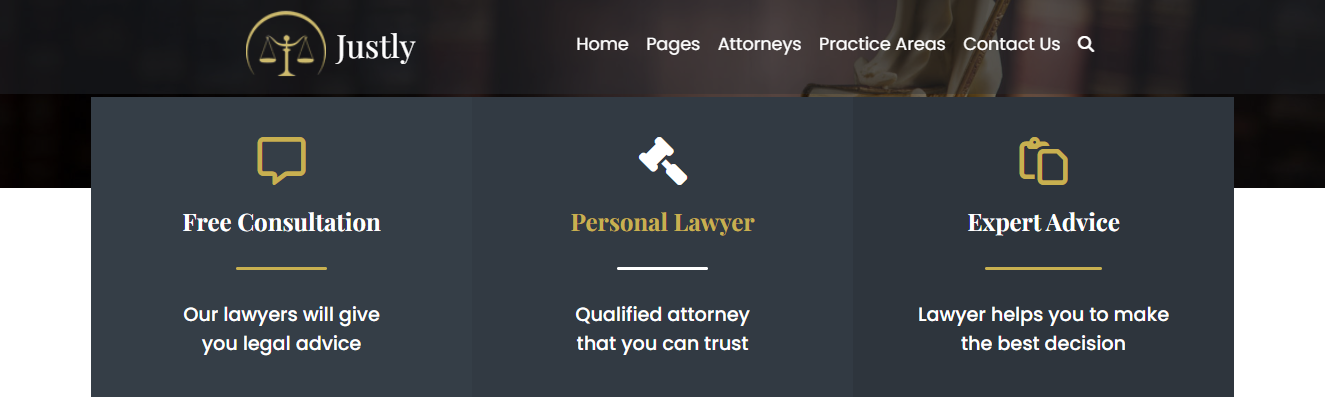 Justly
Home Pages Attorneys Practice Areas Contact Us
Free Consultation
Our lawyers will give
you legal advice
Personal Lawyer
Qualified attorney
that you can trust
Expert Advice
Lawyer helps you to make
the best decision